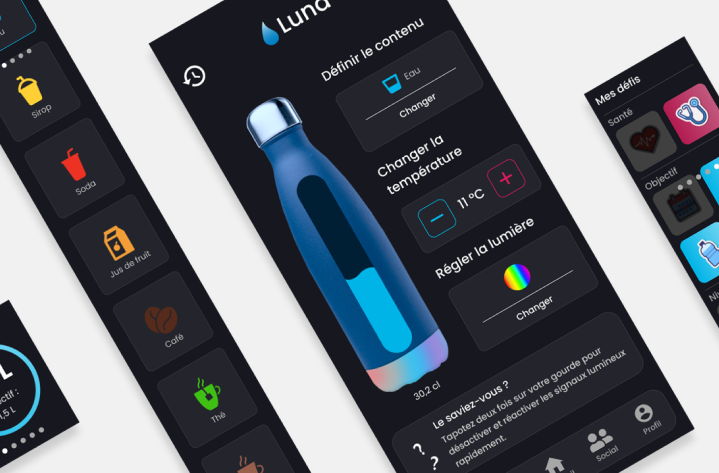 Sirop
Soda
Jus de fruit
Café
Thé
L
ctif :
,5 L
Luna
Définir le contenu
Eau
Changer
Changer la
température
11 °C
Régler la lumière
Changer
30,2 cl
Le saviez-vous ?
Tapotez deux fois sur votre gourde pour
désactiver et réactiver les signaux lumineux
rapidement.
Social
Profil
Mes défis
Santé
Objectif